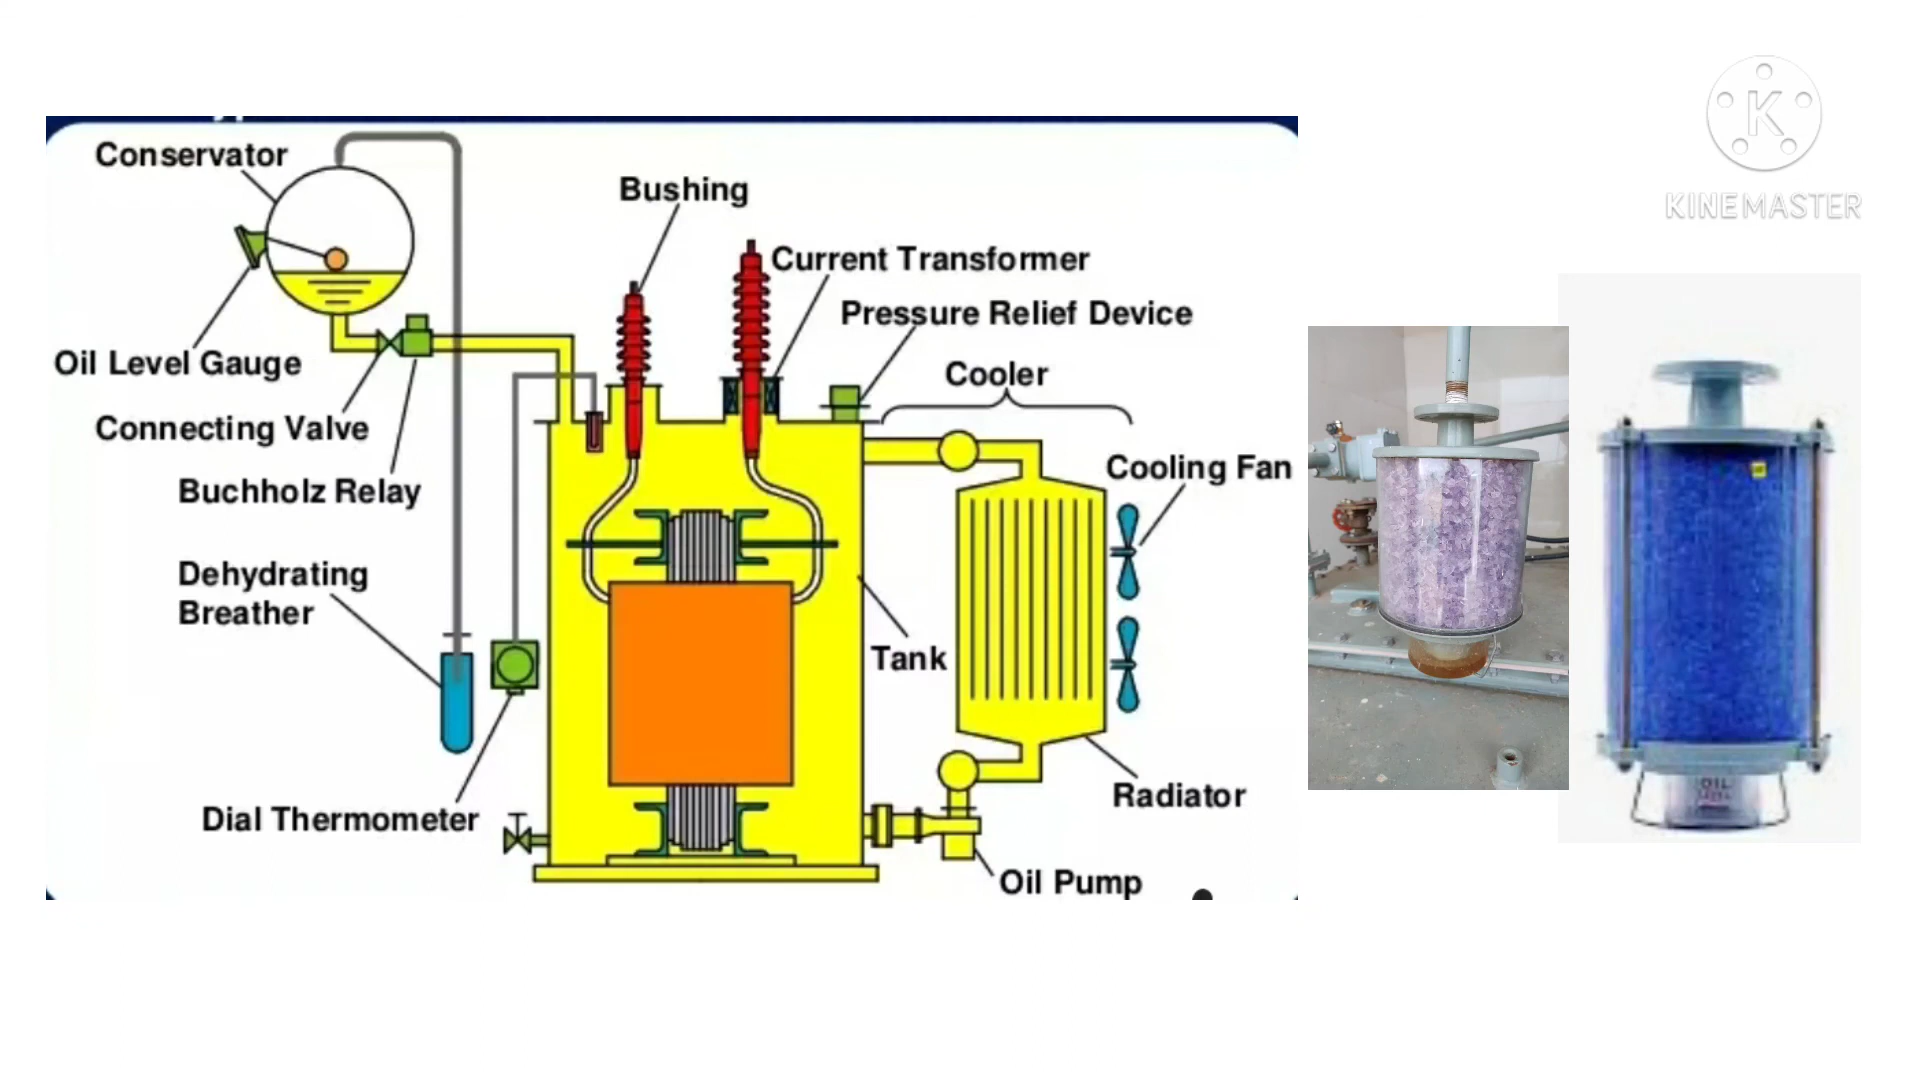 K
KINEMASTER
Conservator
Bushing
Current Transformer
Pressure Relief Device
Cooler
Oil Level Gauge
Connecting Valve
Cooling Fan
Buchholz Relay
Dehydrating
Breather
Tank
Radiator
Dial Thermometer
Oil Pump
OIL